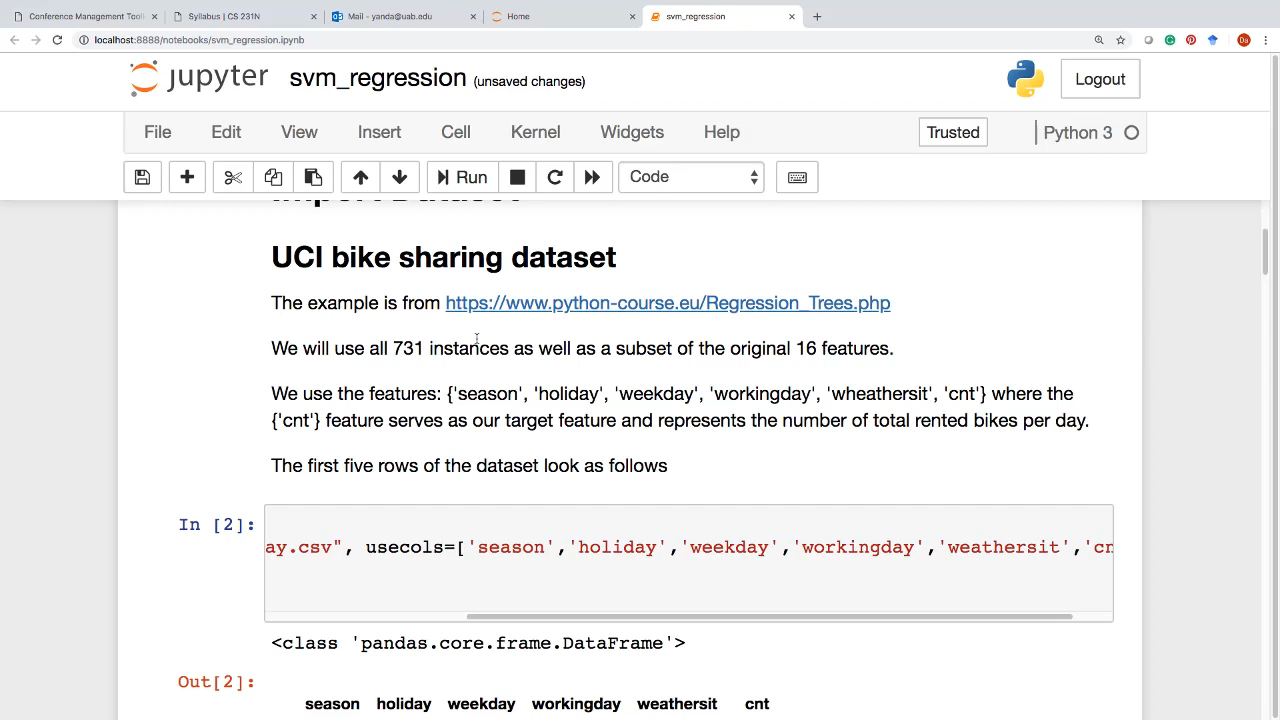 Conference Management Toolk
Syllabus | CS 231N
Mail - yanda@uab.edu
Home
svm_regression
localhost:8888/notebooks/svm_regression.ipynb
Da
jupyter svm_regression (unsaved changes)
Logout
File Edit View Insert Cell Kernel Widgets Help
Trusted
Python 3
Run
Code
Import Dataset
UCI bike sharing dataset
The example is from https://www.python-course.eu/Regression_Trees.php
We will use all 731 instances as well as a subset of the original 16 features.
We use the features: {'season', 'holiday', 'weekday', 'workingday', 'wheathersit', 'cnt'} where the
{'cnt'} feature serves as our target feature and represents the number of total rented bikes per day.
The first five rows of the dataset look as follows
In [2]:
ay.csv", usecols=['season','holiday','weekday','workingday','weathersit','cn
<class 'pandas.core.frame.DataFrame'>
Out[2]:
season holiday weekday workingday weathersit cnt